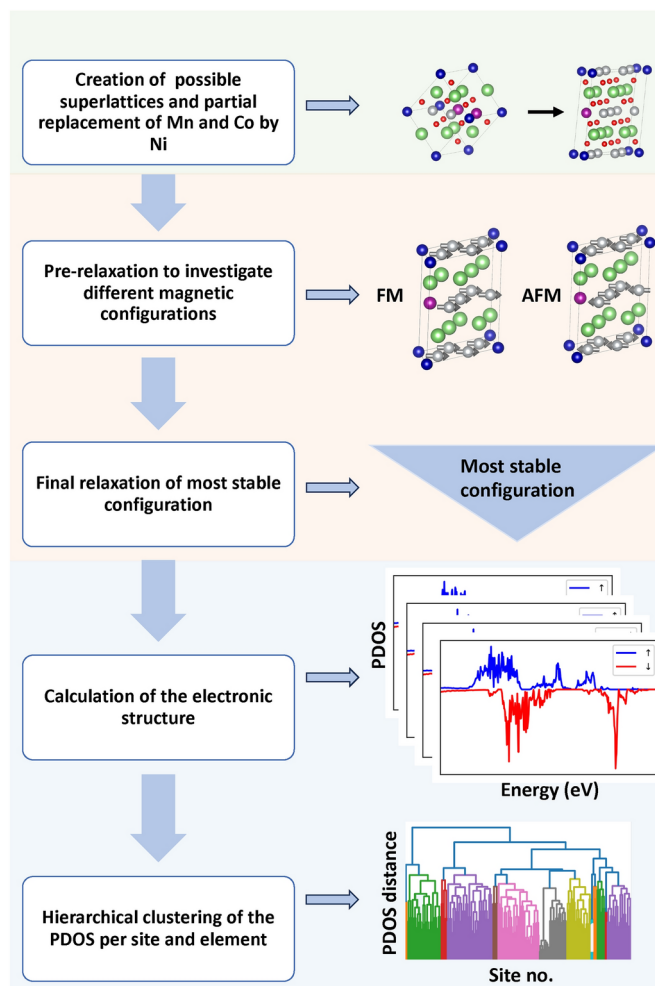 Creation of possible
superlattices and partial
replacement of Mn and Co by
Ni
Pre-relaxation to investigate
different magnetic
configurations
FM
AFM
Final relaxation of most stable
configuration
Most stable
configuration
Calculation of the electronic
structure
PDOS
↑
↑
↓
Energy (eV)
Hierarchical clustering of the
PDOS per site and element
PDOS distance
Site no.